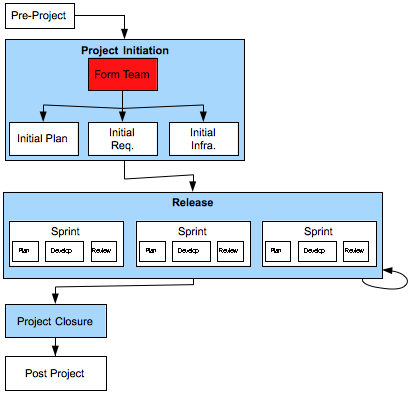 Pre-Project
Project Initiation
Form Team
Initial Plan
Initial
Req.
Initial
Infra.
Release
Sprint
Plan
Develop
Review
Sprint
Plan
Develop
Review
Sprint
Plan
Develop
Review
Project Closure
Post Project